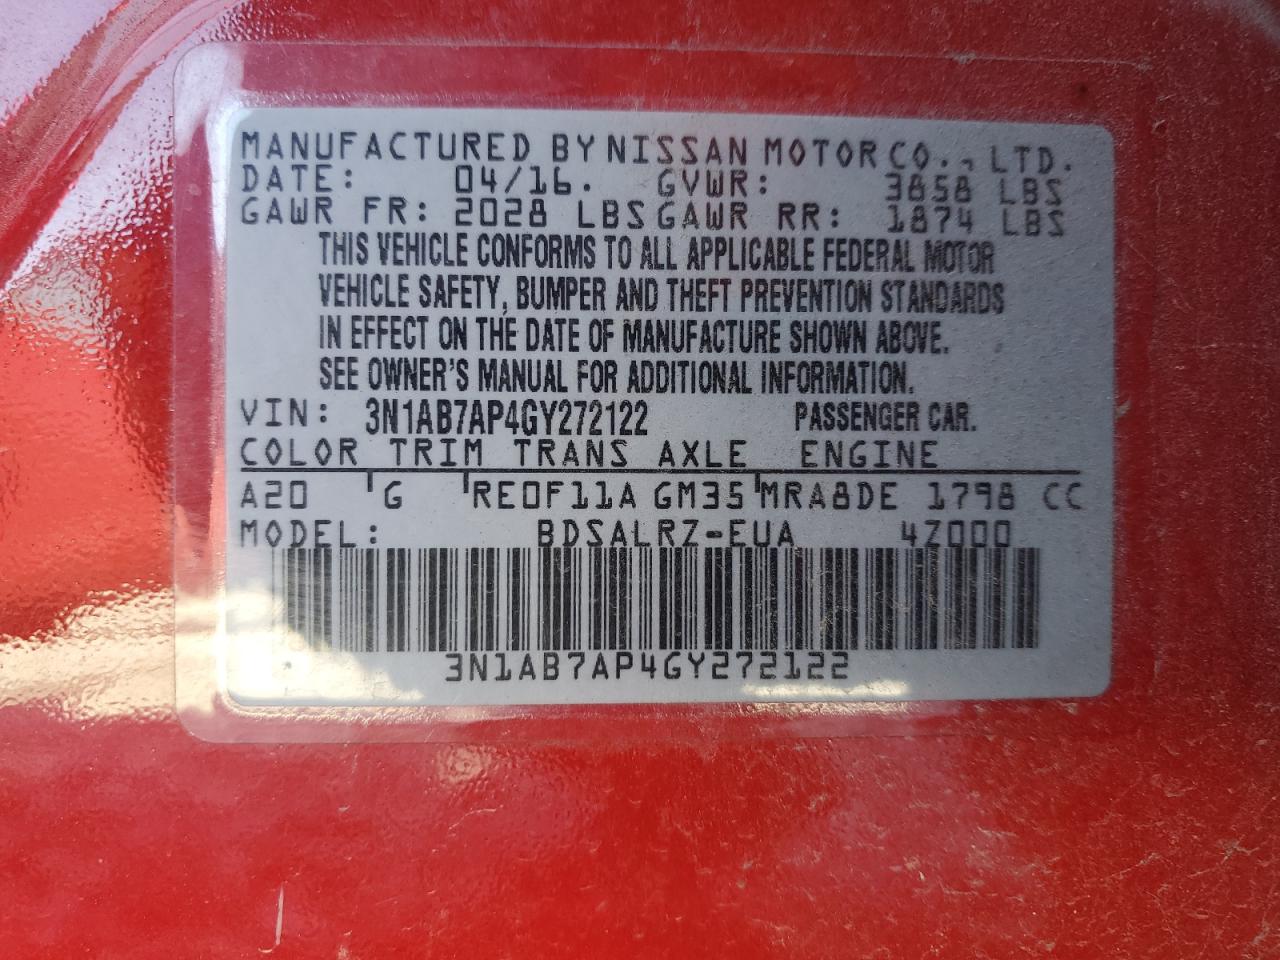 MANUFACTURED BY NISSAN MOTOR CO., LTD.
DATE: 04/16. GVWR: 3858 LBS
GAWR FR: 2028 LBS GAWR RR: 1874 LBS
THIS VEHICLE CONFORMS TO ALL APPLICABLE FEDERAL MOTOR
VEHICLE SAFETY, BUMPER AND THEFT PREVENTION STANDARDS
IN EFFECT ON THE DATE OF MANUFACTURE SHOWN ABOVE.
SEE OWNER'S MANUAL FOR ADDITIONAL INFORMATION.
VIN: 3N1AB7AP4GY272122 PASSENGER CAR.
COLOR TRIM TRANS AXLE ENGINE
A20 G RE0F11A GM35 MRA8DE 1798 CC
MODEL: BDSALRZ-EUA 4Z000
3N1AB7AP4GY272122